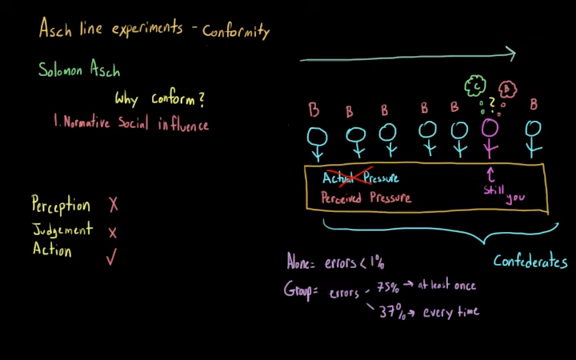 Asch line experiments - Conformity
Solomon Asch
Why conform?
1. Normative Social influence
Perception X
Judgement X
Action ✓
C B
?
B B B B B B
Actual Pressure
Perceived Pressure
Still you
Confederates
Alone = errors < 1%
Group = errors 75% → at least once
37% → every time